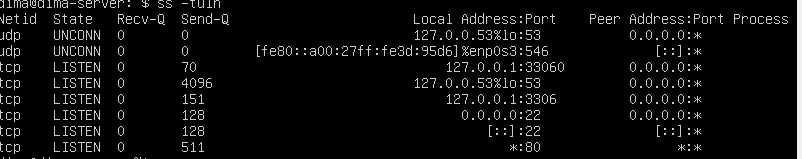 dima@dima-server: $ ss -tuln
Netid State Recv-Q Send-Q Local Address:Port Peer Address:Port Process
udp UNCONN 0 0 127.0.0.53%lo:53 0.0.0.0:*
udp UNCONN 0 0 [fe80::a00:27ff:fe3d:95d6]%enp0s3:546 [::]:*
tcp LISTEN 0 70 127.0.0.1:33060 0.0.0.0:*
tcp LISTEN 0 4096 127.0.0.53%lo:53 0.0.0.0:*
tcp LISTEN 0 151 127.0.0.1:3306 0.0.0.0:*
tcp LISTEN 0 128 0.0.0.0:22 0.0.0.0:*
tcp LISTEN 0 128 [::]:22 [::]:*
tcp LISTEN 0 511 *:80 *:*